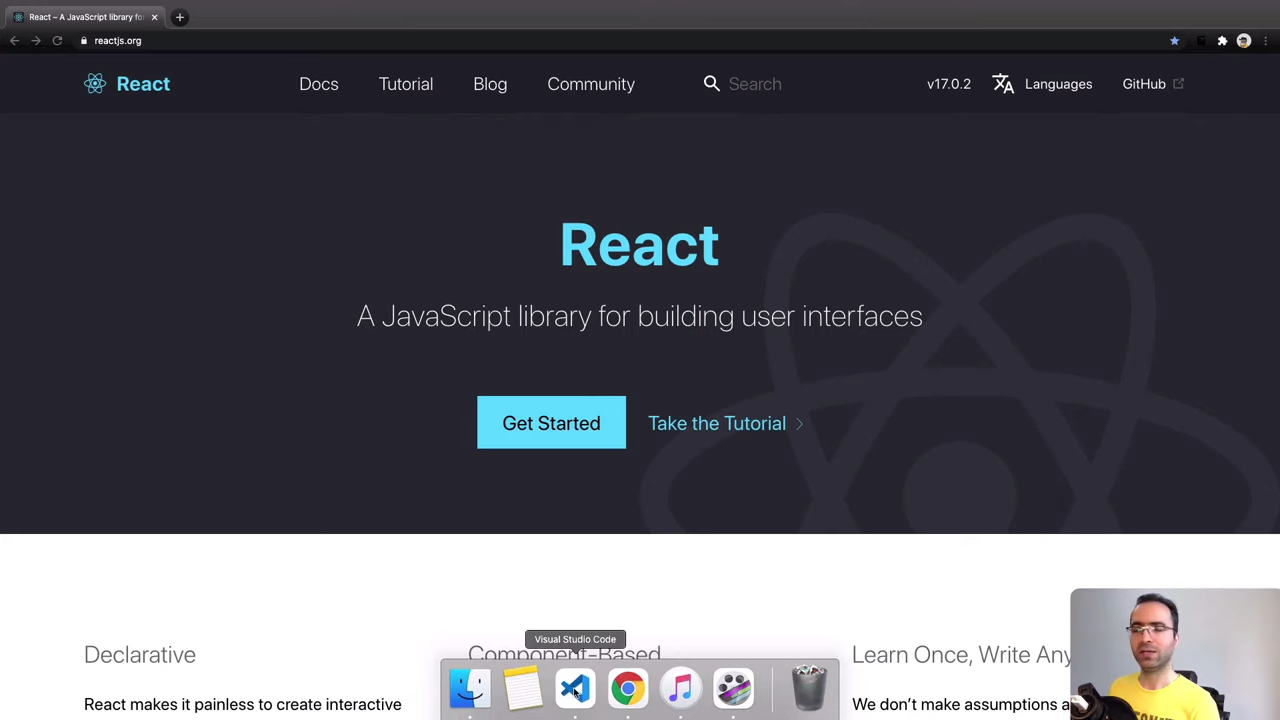 React – A JavaScript library fo
reactjs.org
React
Docs
Tutorial
Blog
Community
Search
v17.0.2
Languages
GitHub
React
A JavaScript library for building user interfaces
Get Started
Take the Tutorial
Visual Studio Code
Declarative
Component-Based
Learn Once, Write Any
React makes it painless to create interactive
We don't make assumptions a